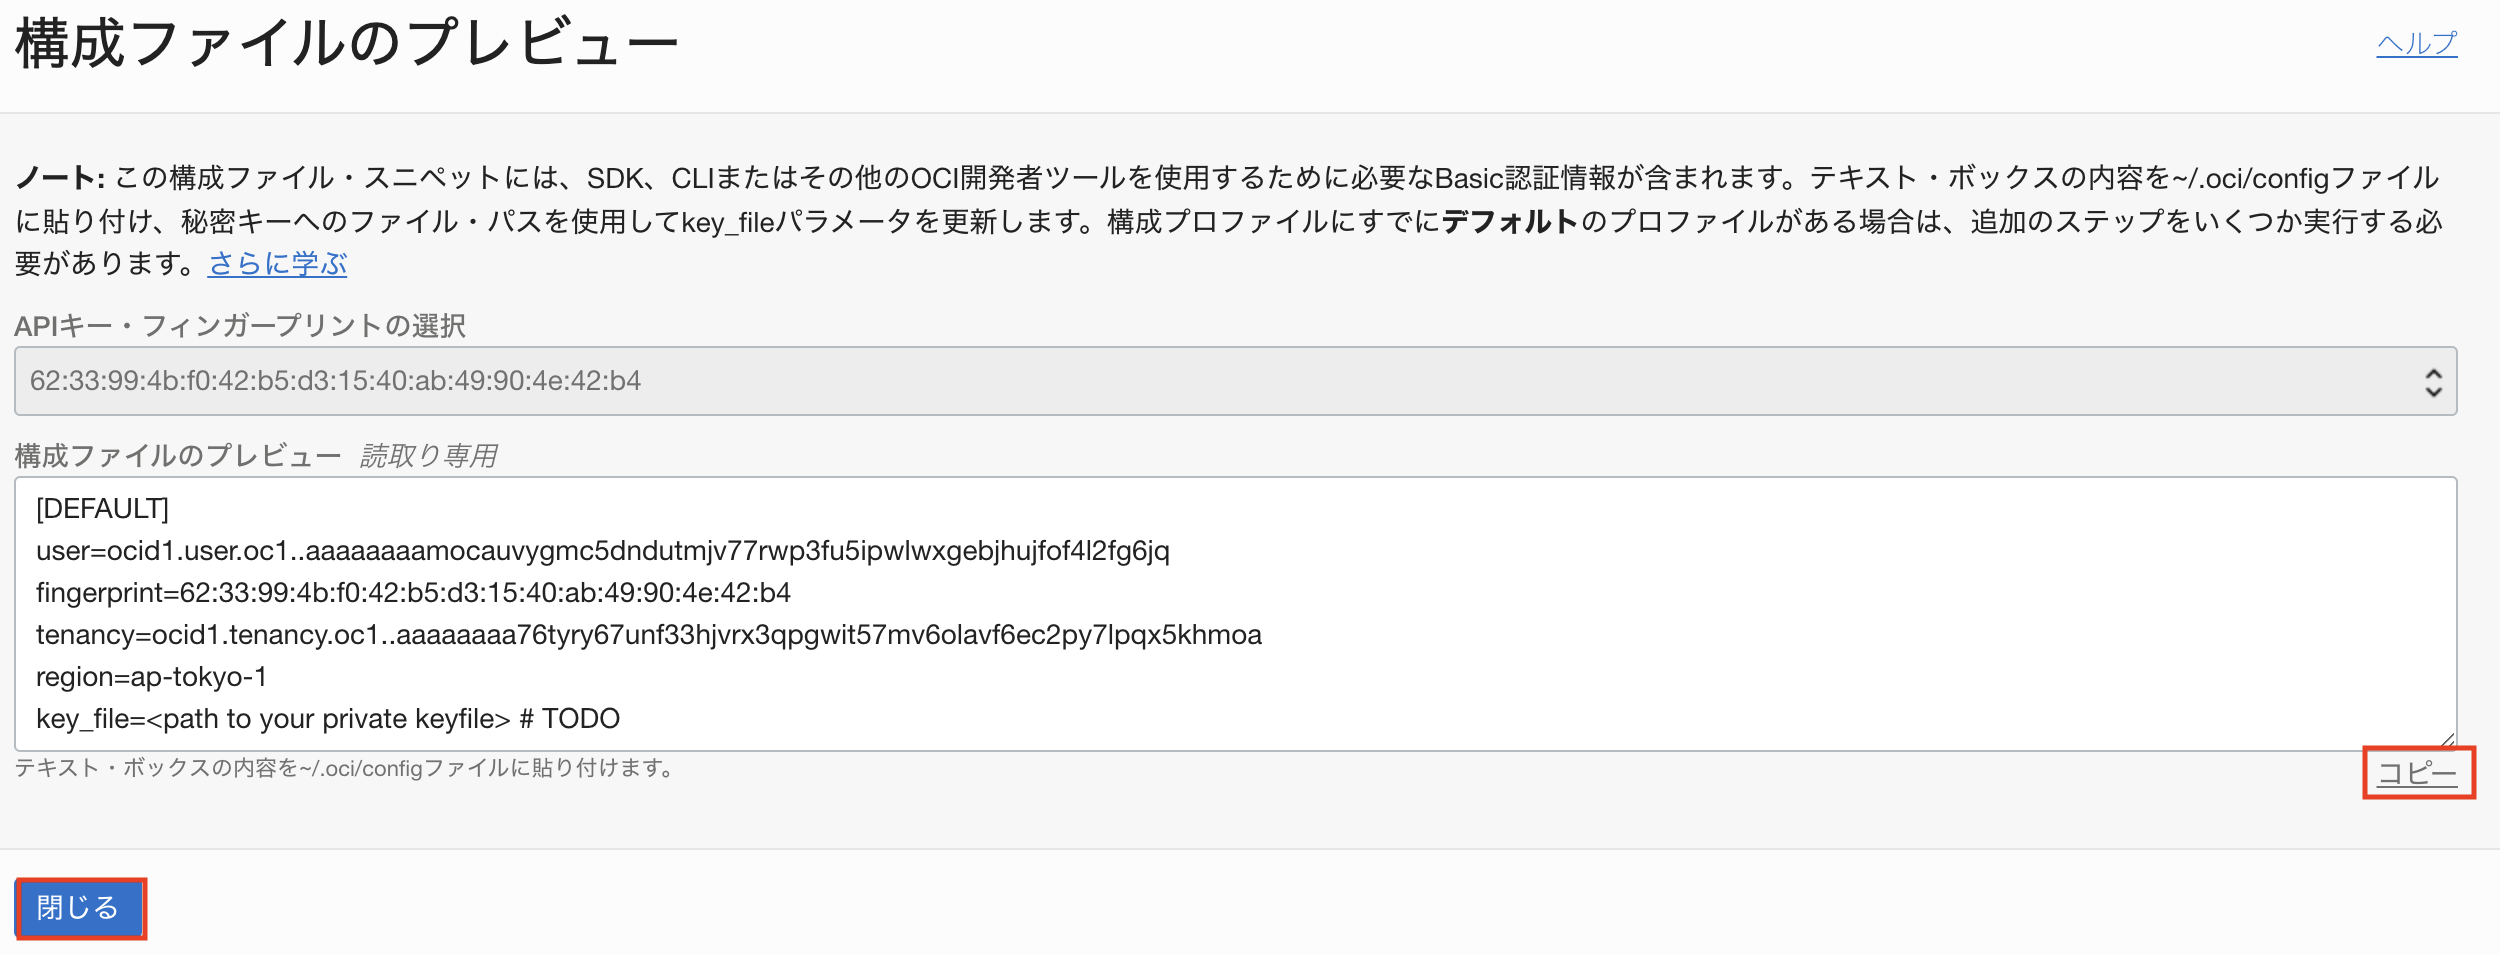 構成ファイルのプレビュー
ヘルプ
ノート: この構成ファイル・スニペットには、SDK、CLIまたはその他のOCI開発者ツールを使用するために必要なBasic認証情報が含まれます。テキスト・ボックスの内容を~/.oci/configファイル
に貼り付け、秘密キーへのファイル・パスを使用してkey_fileパラメータを更新します。構成プロファイルにすでにデフォルトのプロファイルがある場合は、追加のステップをいくつか実行する必
要があります。さらに学ぶ
APIキー・フィンガープリントの選択
62:33:99:4b:f0:42:b5:d3:15:40:ab:49:90:4e:42:b4
構成ファイルのプレビュー 読取り専用
[DEFAULT]
user=ocid1.user.oc1..aaaaaaaamocauvygmc5dndutmjv77rwp3fu5ipwlwxgebjhujfof4l2fg6jq
fingerprint=62:33:99:4b:f0:42:b5:d3:15:40:ab:49:90:4e:42:b4
tenancy=ocid1.tenancy.oc1..aaaaaaaa76tyry67unf33hjvrx3qpgwit57mv6olavf6ec2py7lpqx5khmoa
region=ap-tokyo-1
key_file=<path to your private keyfile> # TODO
テキスト・ボックスの内容を~/.oci/configファイルに貼り付けます。
コピー
閉じる